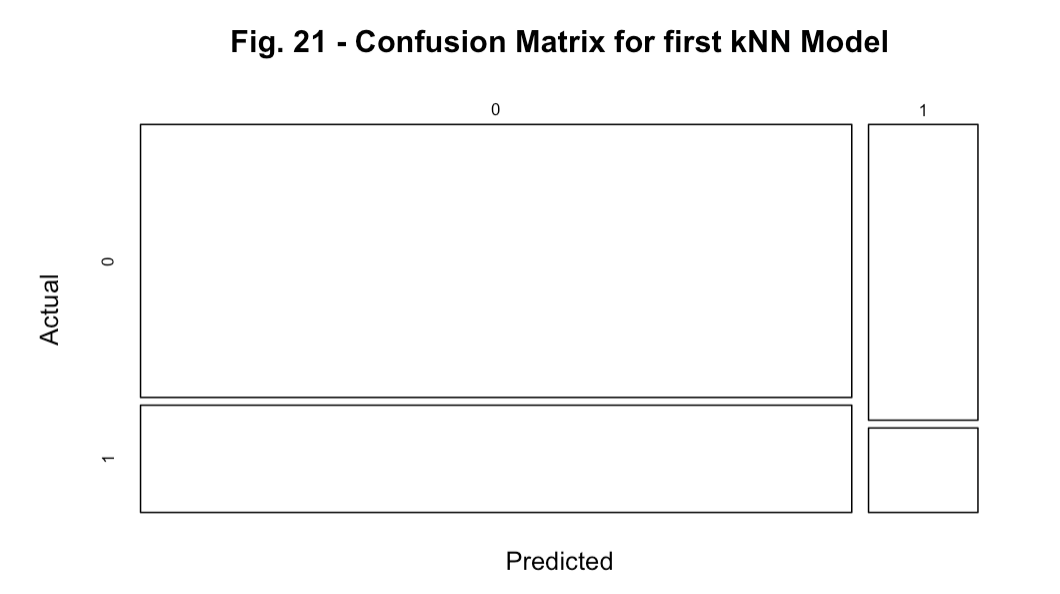 Fig. 21 - Confusion Matrix for first kNN Model
0
1
0
1
Actual
Predicted